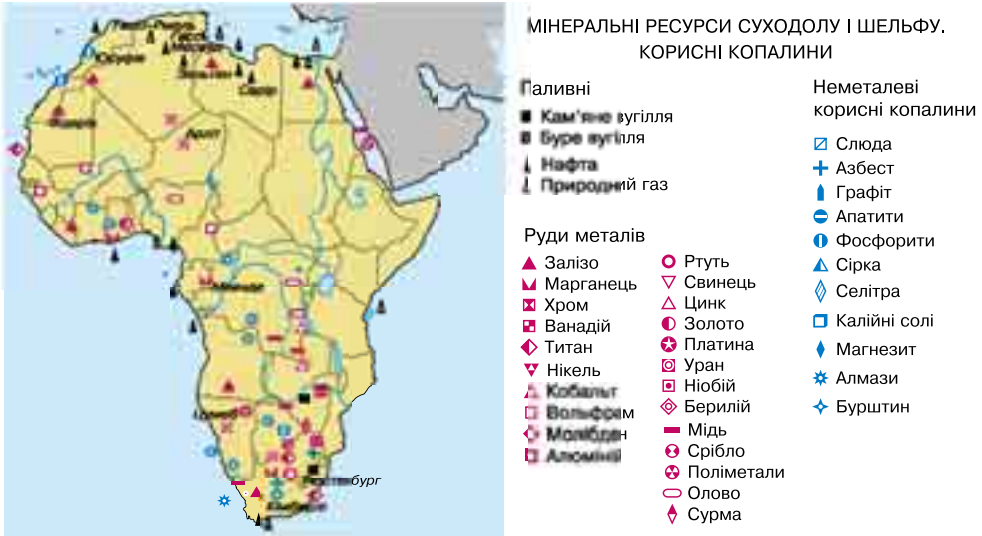 МІНЕРАЛЬНІ РЕСУРСИ СУХОДОЛУ І ШЕЛЬФУ.
КОРИСНІ КОПАЛИНИ
Паливні
Кам'яне вугілля
Буре вугілля
Нафта
Природний газ
Руди металів
Залізо
Марганець
Хром
Ванадій
Титан
Нікель
Кобальт
Вольфрам
Молібден
Алюміній
Ртуть
Свинець
Цинк
Золото
Платина
Уран
Ніобій
Берилій
Мідь
Срібло
Поліметали
Олово
Сурма
Неметалеві
корисні копалини
Слюда
Азбест
Графіт
Апатити
Фосфорити
Сірка
Селітра
Калійні солі
Магнезит
Алмази
Бурштин